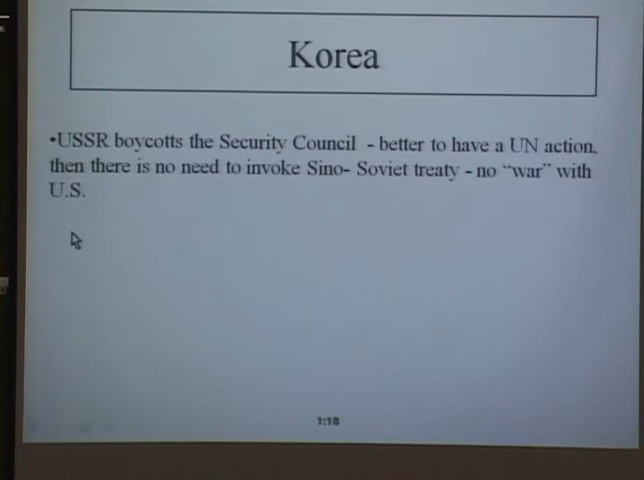 Korea
•USSR boycotts the Security Council - better to have a UN action,
then there is no need to invoke Sino- Soviet treaty - no “war” with
U.S.
1:18